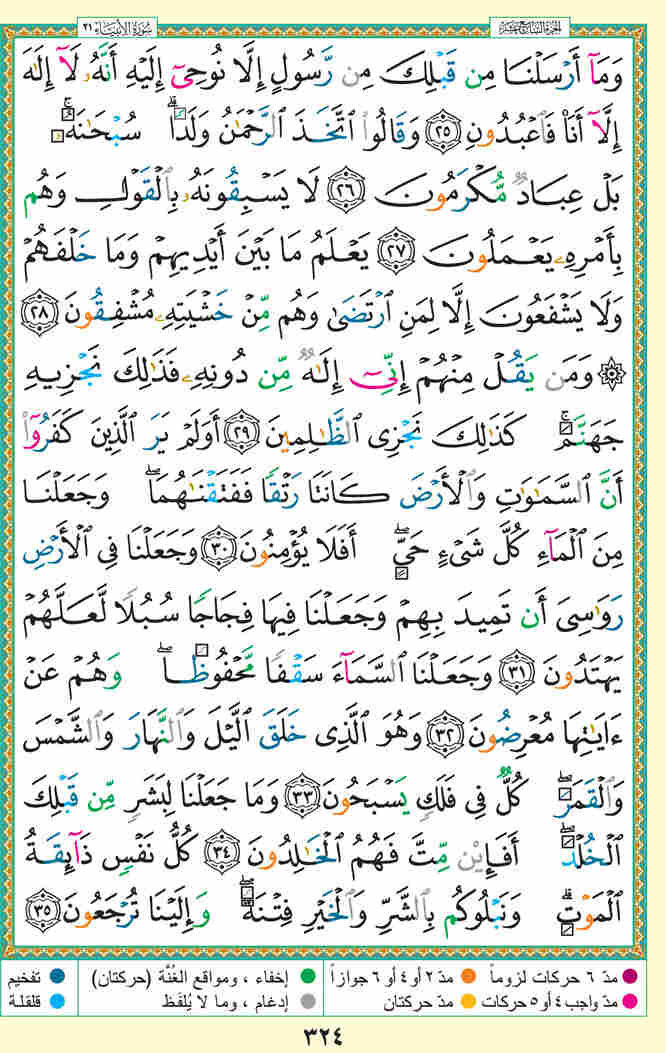 سُورَةُ الأَنبِيَاء ٢١
الجزء السابع عشر
وَمَآ أَرْسَلْنَا مِن قَبْلِكَ مِن رَّسُولٍ إِلَّا نُوحِىٓ إِلَيْهِ أَنَّهُۥ لَآ إِلَٰهَ
إِلَّآ أَنَا۠ فَٱعْبُدُونِ ٢٥ وَقَالُوا۟ ٱتَّخَذَ ٱلرَّحْمَٰنُ وَلَدًا ۗ سُبْحَٰنَهُۥ ۚ
بَلْ عِبَادٌ مُّكْرَمُونَ ٢٦ لَا يَسْبِقُونَهُۥ بِٱلْقَوْلِ وَهُم
بِأَمْرِهِۦ يَعْمَلُونَ ٢٧ يَعْلَمُ مَا بَيْنَ أَيْدِيهِمْ وَمَا خَلْفَهُمْ
وَلَا يَشْفَعُونَ إِلَّا لِمَنِ ٱرْتَضَىٰ وَهُم مِّنْ خَشْيَتِهِۦ مُشْفِقُونَ ٢٨
۞ وَمَن يَقُلْ مِنْهُمْ إِنِّىٓ إِلَٰهٌ مِّن دُونِهِۦ فَذَٰلِكَ نَجْزِيهِ
جَهَنَّمَ ۚ كَذَٰلِكَ نَجْزِى ٱلظَّٰلِمِينَ ٢٩ أَوَلَمْ يَرَ ٱلَّذِينَ كَفَرُوٓا۟
أَنَّ ٱلسَّمَٰوَٰتِ وَٱلْأَرْضَ كَانَتَا رَتْقًا فَفَتَقْنَٰهُمَا ۖ وَجَعَلْنَا
مِنَ ٱلْمَآءِ كُلَّ شَىْءٍ حَىٍّ ۖ أَفَلَا يُؤْمِنُونَ ٣٠ وَجَعَلْنَا فِى ٱلْأَرْضِ
رَوَٰسِىَ أَن تَمِيدَ بِهِمْ وَجَعَلْنَا فِيهَا فِجَاجًا سُبُلًا لَّعَلَّهُمْ
يَهْتَدُونَ ٣١ وَجَعَلْنَا ٱلسَّمَآءَ سَقْفًا مَّحْفُوظًا ۖ وَهُمْ عَنْ
ءَايَٰتِهَا مُعْرِضُونَ ٣٢ وَهُوَ ٱلَّذِى خَلَقَ ٱلَّيْلَ وَٱلنَّهَارَ وَٱلشَّمْسَ
وَٱلْقَمَرَ ۖ كُلٌّ فِى فَلَكٍ يَسْبَحُونَ ٣٣ وَمَا جَعَلْنَا لِبَشَرٍ مِّن قَبْلِكَ
ٱلْخُلْدَ ۖ أَفَإِي۟ن مِّتَّ فَهُمُ ٱلْخَٰلِدُونَ ٣٤ كُلُّ نَفْسٍ ذَآئِقَةُ
ٱلْمَوْتِ ۗ وَنَبْلُوكُم بِٱلشَّرِّ وَٱلْخَيْرِ فِتْنَةً ۖ وَإِلَيْنَا تُرْجَعُونَ ٣٥
مدّ ٦ حركات لزوماً مدّ ٢ أو ٤ أو ٦ جوازاً إخفاء ، ومواقع الغُنَّة (حركتان) تفخيم
مدّ واجب ٤ أو ٥ حركات مدّ حركتان إدغام ، وما لا يُلفَظ قلقلة
٣٢٤